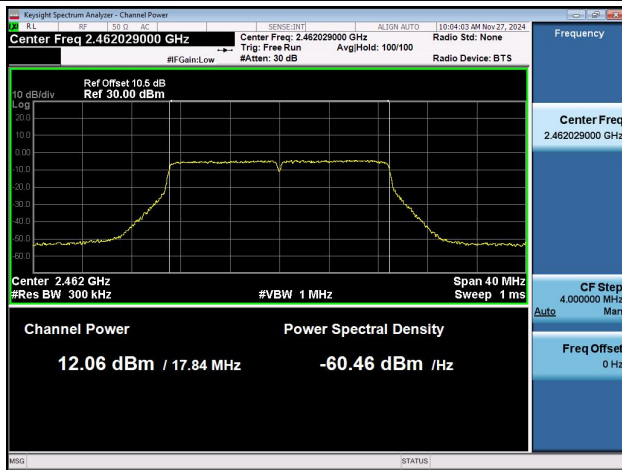 Keysight Spectrum Analyzer - Channel Power
RL RF 50 Ω AC SENSE:INT ALIGN AUTO 10:04:03 AM Nov 27, 2024
Center Freq 2.462029000 GHz
Center Freq: 2.462029000 GHz
Radio Std: None
Trig: Free Run Avg|Hold: 100/100
#IFGain:Low #Atten: 30 dB Radio Device: BTS
Ref Offset 10.5 dB
10 dB/div Ref 30.00 dBm
Log
20.0
10.0
0.00
-10.0
-20.0
-30.0
-40.0
-50.0
-60.0
Center 2.462 GHz Span 40 MHz
#Res BW 300 kHz #VBW 1 MHz Sweep 1 ms
Channel Power Power Spectral Density
12.06 dBm / 17.84 MHz -60.46 dBm /Hz
Frequency
Center Freq
2.462029000 GHz
CF Step
4.000000 MHz
Auto Man
Freq Offset
0 Hz
MSG STATUS